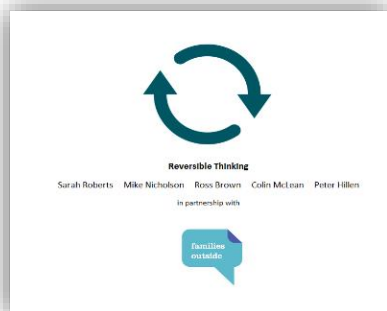 Reversible Thinking
Sarah Roberts Mike Nicholson Ross Brown Colin McLean Peter Hillen
in partnership with
families
outside